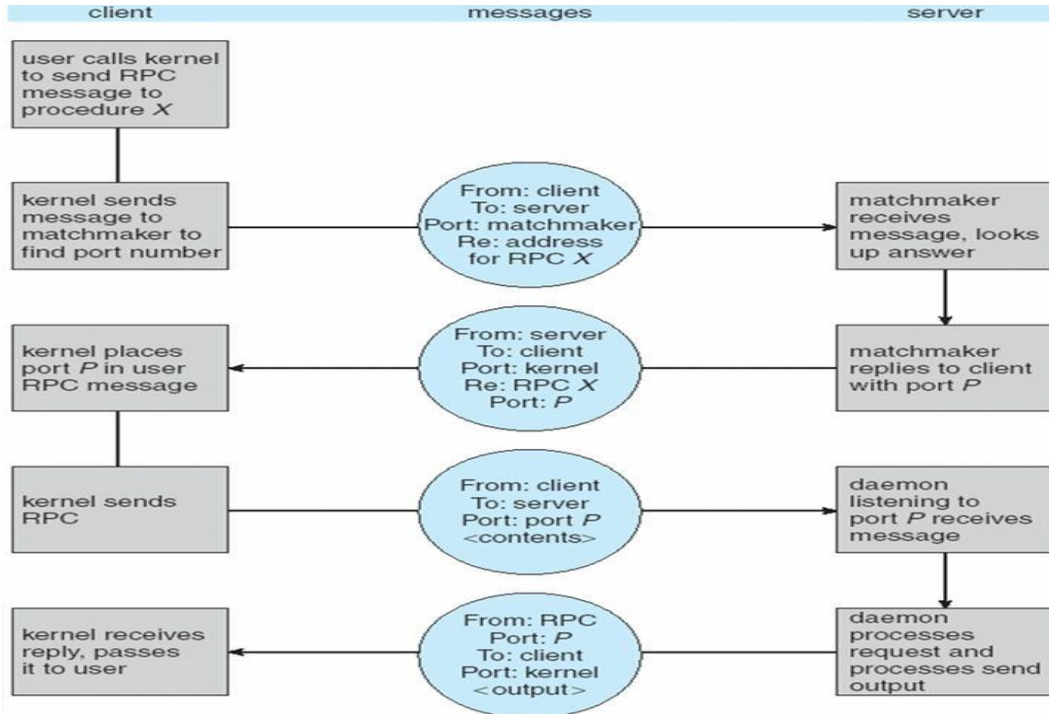 client
messages
server
user calls kernel
to send RPC
message to
procedure X
kernel sends
message to
matchmaker to
find port number
From: client
To: server
Port: matchmaker
Re: address
for RPC X
matchmaker
receives
message, looks
up answer
kernel places
port P in user
RPC message
From: server
To: client
Port: kernel
Re: RPC X
Port: P
matchmaker
replies to client
with port P
kernel sends
RPC
From: client
To: server
Port: port P
<contents>
daemon
listening to
port P receives
message
kernel receives
reply, passes
it to user
From: RPC
Port: P
To: client
Port: kernel
<output>
daemon
processes
request and
processes send
output